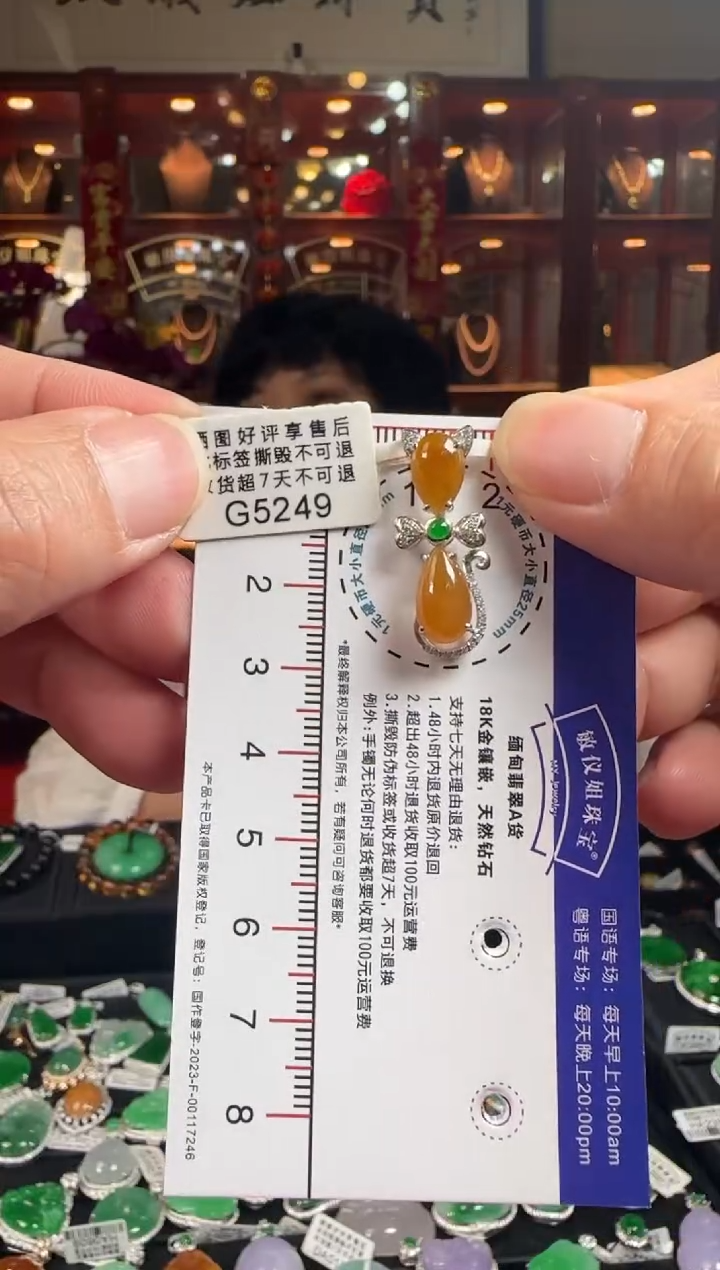 晒图好评享售后
标签撕毁不可退
货超7天不可退
G5249
1 2
1元硬币大小直径25mm
1元硬币大小直径
2
3
4
5
6
7
8
敏仪姐珠宝®
MY Jewelry
国语专场：每天早上10:00am
粤语专场：每天晚上20:00pm
缅甸翡翠A货
18K金镶嵌，天然钻石
支持七天无理由退货：
1.48小时内退货原价退回
2.超出48小时退货收取100元运营费
3.撕毁防伪标签或收货超7天，不可退换
例外：手镯无论何时退货都要收取100元运营费
*最终解释权归本公司所有，若有疑问可咨询客服*
本产品卡已取得国家版权登记，登记号：国作登字-2023-F-00117246